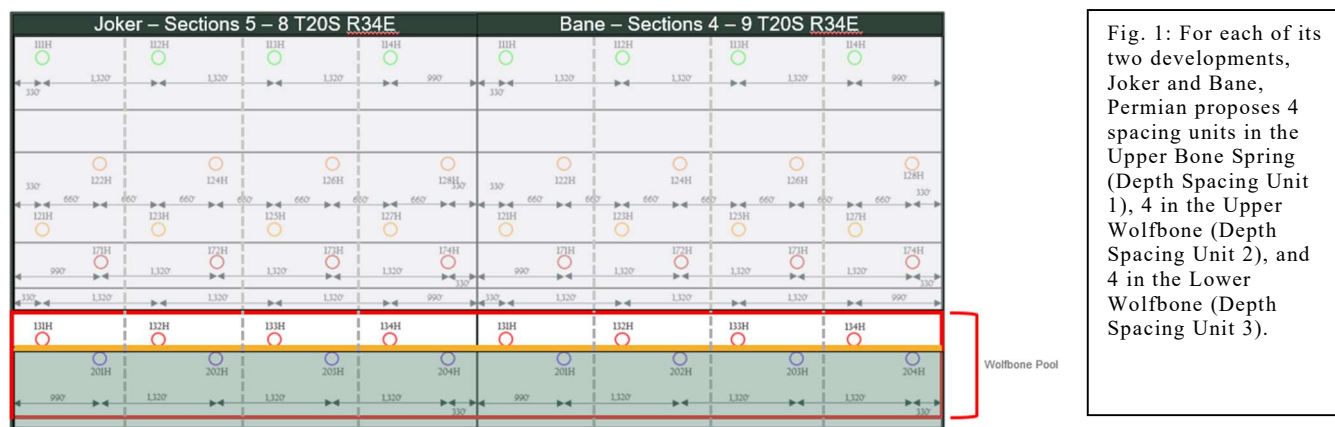 Joker – Sections 5 – 8 T20S R34E Bane – Sections 4 – 9 T20S R34E
111H 112H 113H 114H 111H 112H 113H 114H
1,320' 1,320' 1,320' 990' 1,320' 1,320' 1,320' 990'
330' 330'
122H 124H 126H 128H 122H 124H 126H 128H
330' 330' 330' 330'
660' 660' 660' 660' 660' 660' 660' 660' 660' 660' 660' 660'
121H 123H 125H 127H 121H 123H 125H 127H
171H 172H 173H 174H 171H 172H 173H 174H
990' 1,320' 1,320' 1,320' 990' 1,320' 1,320' 1,320'
330' 330'
330' 1,320' 1,320' 1,320' 990' 330' 1,320' 1,320' 1,320' 990'
131H 132H 133H 134H 131H 132H 133H 134H
201H 202H 203H 204H 201H 202H 203H 204H
990' 1,320' 1,320' 1,320' 990' 1,320' 1,320' 1,320'
330' 330'
Wolfbone Pool
Fig. 1: For each of its
two developments,
Joker and Bane,
Permian proposes 4
spacing units in the
Upper Bone Spring
(Depth Spacing Unit
1), 4 in the Upper
Wolfbone (Depth
Spacing Unit 2), and
4 in the Lower
Wolfbone (Depth
Spacing Unit 3).